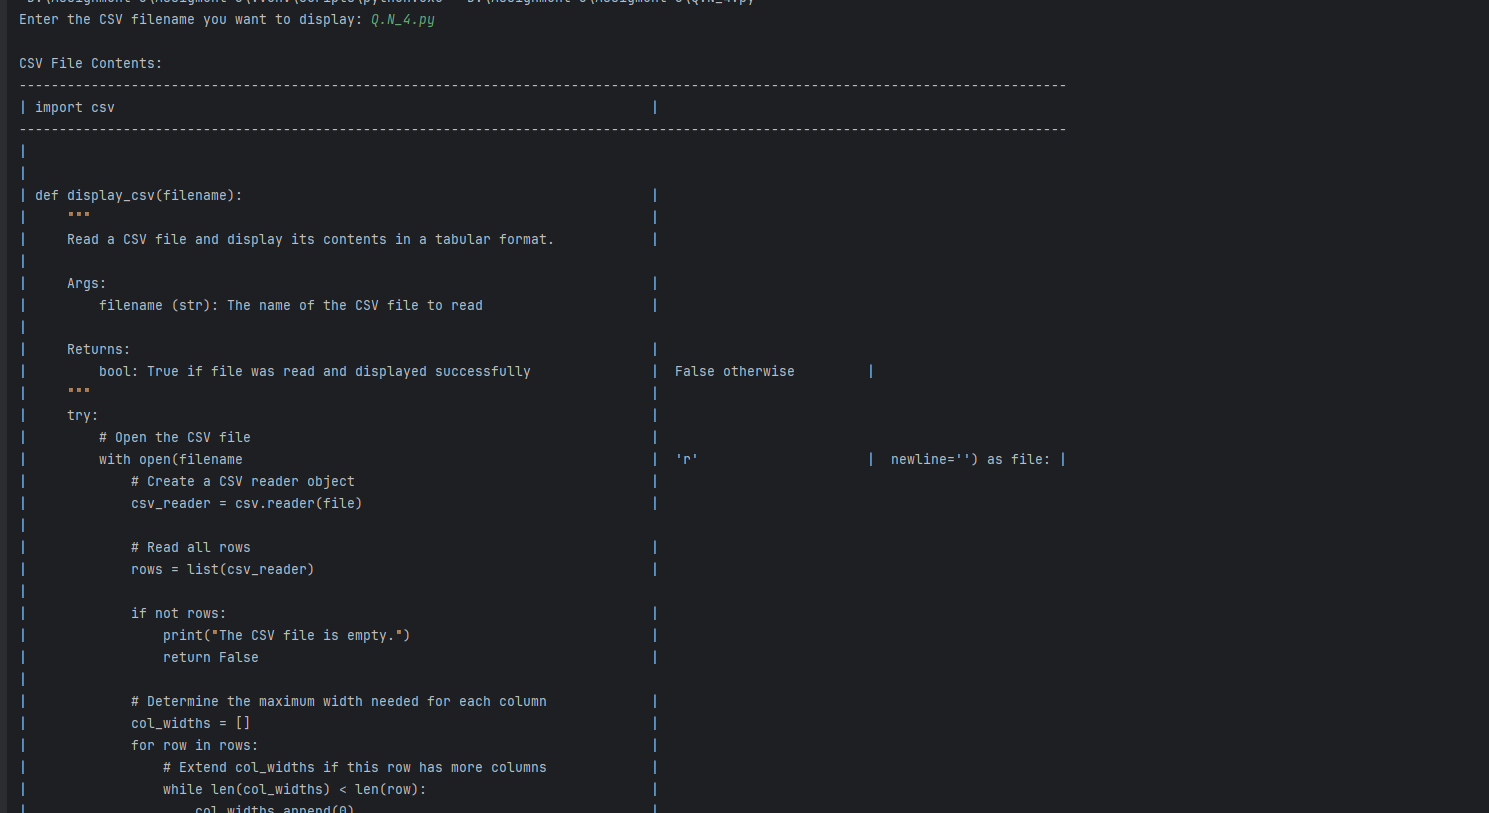 Enter the CSV filename you want to display: Q.N_4.py
CSV File Contents:
-----------------------------------------------------------------------------------------------------------------------------------
| import csv                                                                   |
-----------------------------------------------------------------------------------------------------------------------------------
|
|
| def display_csv(filename):                                                   |
|     """                                                                      |
|     Read a CSV file and display its contents in a tabular format.            |
|
|     Args:                                                                    |
|         filename (str): The name of the CSV file to read                     |
|
|     Returns:                                                                 |
|         bool: True if file was read and displayed successfully               |  False otherwise         |
|     """                                                                      |
|     try:                                                                     |
|         # Open the CSV file                                                  |
|         with open(filename                                                   |  'r'                     |  newline='') as file: |
|             # Create a CSV reader object                                     |
|             csv_reader = csv.reader(file)                                    |
|
|             # Read all rows                                                  |
|             rows = list(csv_reader)                                          |
|
|             if not rows:                                                     |
|                 print("The CSV file is empty.")                              |
|                 return False                                                 |
|
|             # Determine the maximum width needed for each column             |
|             col_widths = []                                                  |
|             for row in rows:                                                 |
|                 # Extend col_widths if this row has more columns             |
|                 while len(col_widths) < len(row):                            |
|                     col_widths.append(0)                                     |